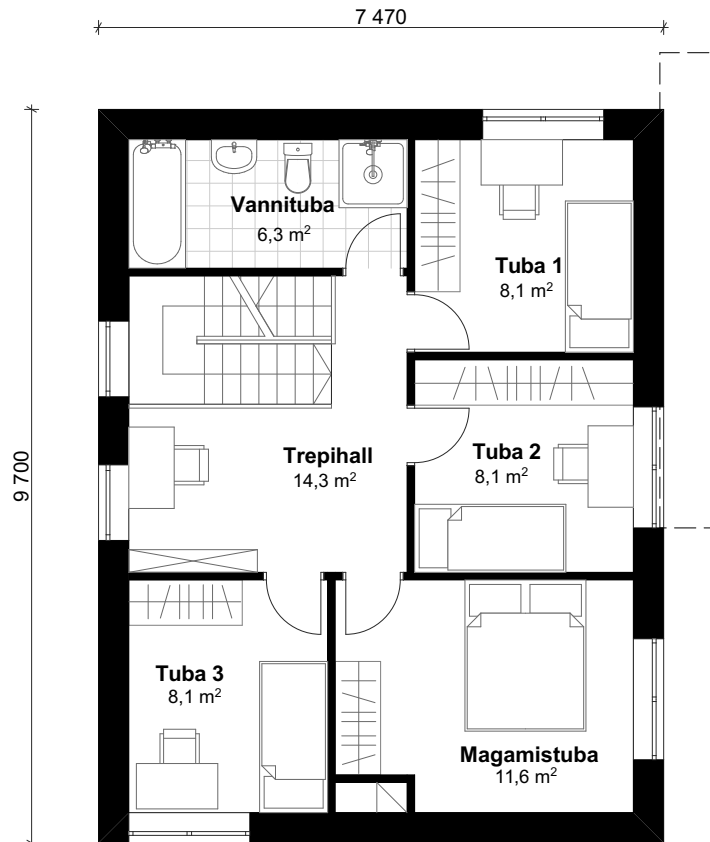 7 470
9 700
Vannituba
6,3 m²
Tuba 1
8,1 m²
Trepihall
14,3 m²
Tuba 2
8,1 m²
Tuba 3
8,1 m²
Magamistuba
11,6 m²